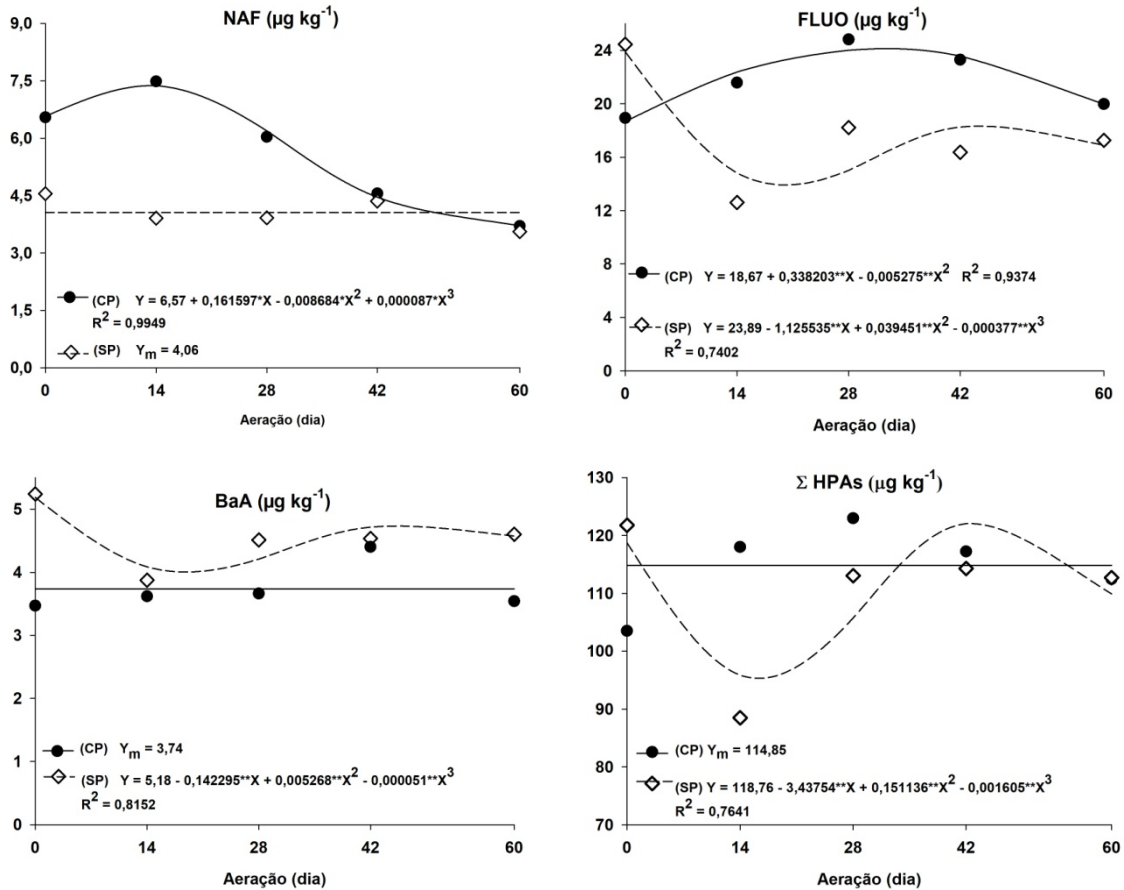 NAF (µg kg⁻¹)
9,0
7,5
6,0
4,5
3,0
1,5
0,0
(CP) Y = 6,57 + 0,161597*X - 0,008684*X² + 0,000087*X³
R² = 0,9949
(SP) Yₘ = 4,06
0 14 28 42 60
Aeração (dia)
FLUO (µg kg⁻¹)
24
20
16
12
8
4
0
(CP) Y = 18,67 + 0,338203**X - 0,005275**X² R² = 0,9374
(SP) Y = 23,89 - 1,125535**X + 0,039451**X² - 0,000377**X³
R² = 0,7402
0 14 28 42 60
Aeração (dia)
BaA (µg kg⁻¹)
5
4
3
2
1
0
(CP) Yₘ = 3,74
(SP) Y = 5,18 - 0,142295**X + 0,005268**X² - 0,000051**X³
R² = 0,8152
0 14 28 42 60
Aeração (dia)
Σ HPAs (µg kg⁻¹)
130
120
110
100
90
80
70
(CP) Yₘ = 114,85
(SP) Y = 118,76 - 3,43754**X + 0,151136**X² - 0,001605**X³
R² = 0,7641
0 14 28 42 60
Aeração (dia)